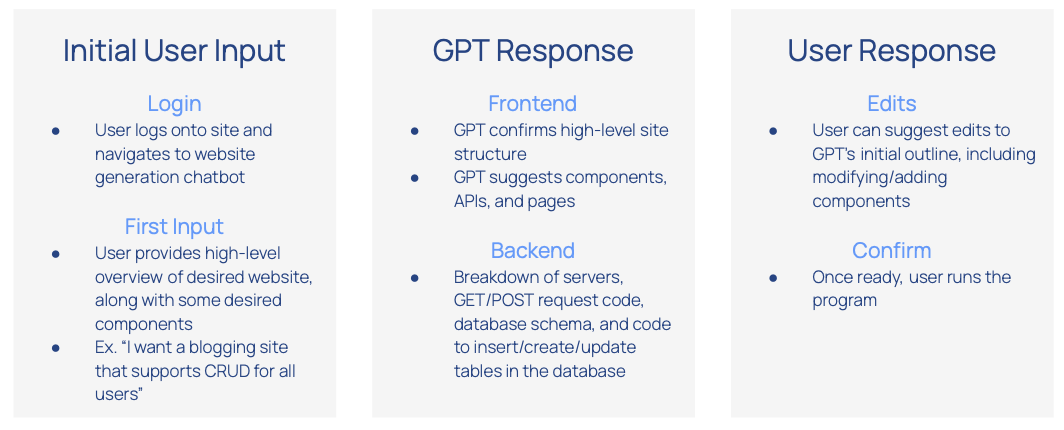 Initial User Input
Login
● User logs onto site and
navigates to website
generation chatbot
First Input
● User provides high-level
overview of desired website,
along with some desired
components
● Ex. “I want a blogging site
that supports CRUD for all
users”
GPT Response
Frontend
● GPT confirms high-level site
structure
● GPT suggests components,
APIs, and pages
Backend
● Breakdown of servers,
GET/POST request code,
database schema, and code
to insert/create/update
tables in the database
User Response
Edits
● User can suggest edits to
GPT’s initial outline, including
modifying/adding
components
Confirm
● Once ready, user runs the
program